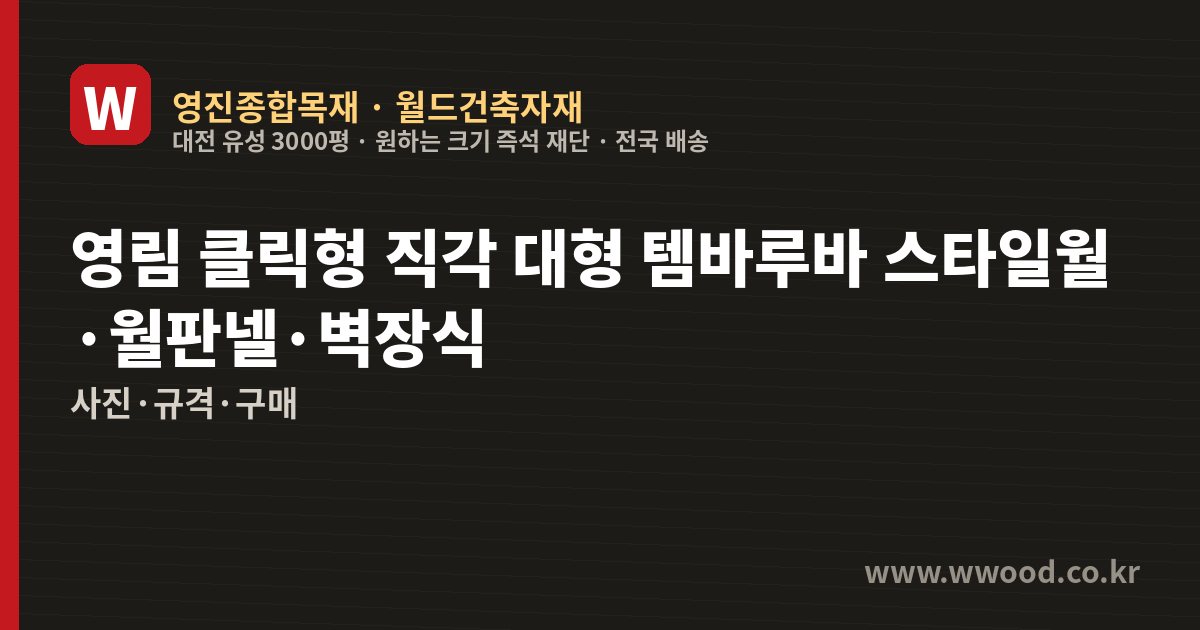 W
영진종합목재 · 월드건축자재
대전 유성 3000평 · 원하는 크기 즉석 재단 · 전국 배송
영림 클릭형 직각 대형 템바루바 스타일월
·월판넬·벽장식
사진·규격·구매
www.wwood.co.kr